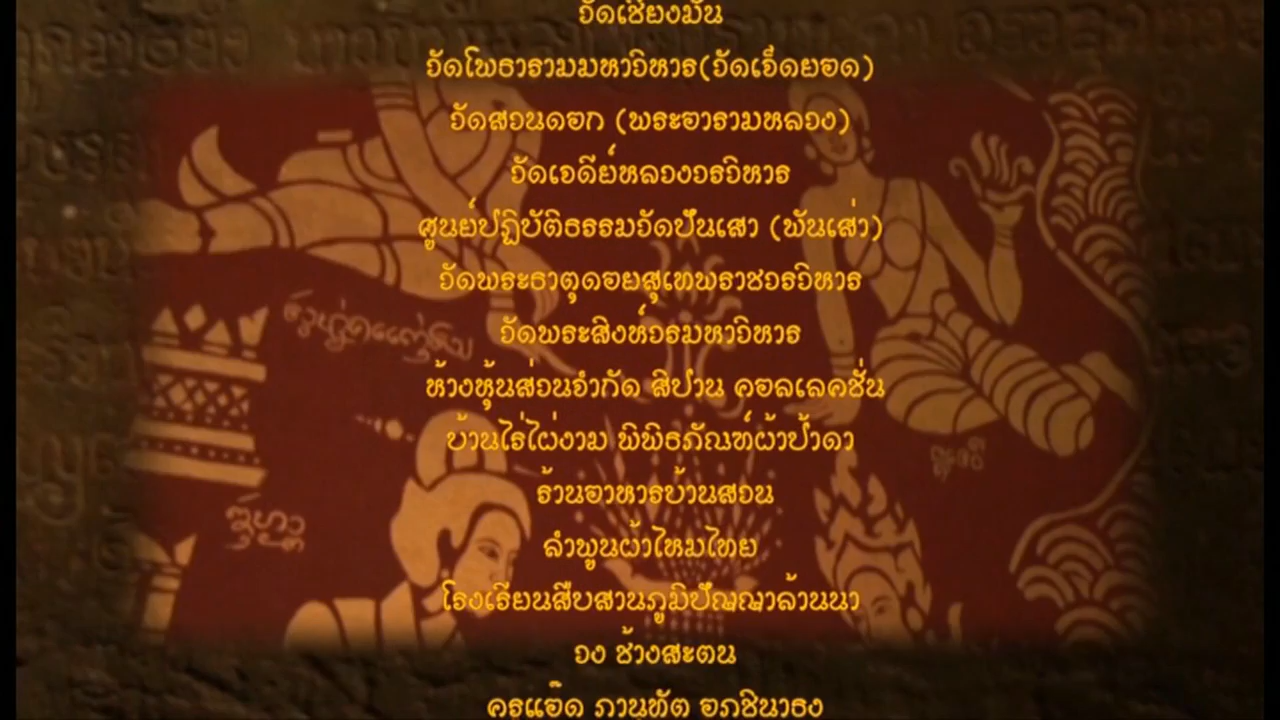 วัดเชียงมั่น
วัดโพธารามมหาวิหาร(วัดเจ็ดยอด)
วัดสวนดอก (พระอารามหลวง)
วัดเจดีย์หลวงวรวิหาร
ศูนย์ปฏิบัติธรรมวัดปันเสา (พันเส่า)
วัดพระธาตุดอยสุเทพราชวรวิหาร
วัดพระสิงห์วรมหาวิหาร
ห้างหุ้นส่วนจำกัด สิปาน คอลเลคชั่น
บ้านไร่ไผ่งาม พิพิธภัณฑ์ผ้าป้าดา
ร้านอาหารบ้านสวน
ลำพูนผ้าไหมไทย
โรงเรียนสืบสานภูมิปัญญาล้านนา
วง ช้างสะตน
ครูแอ๊ด ภานุทัต